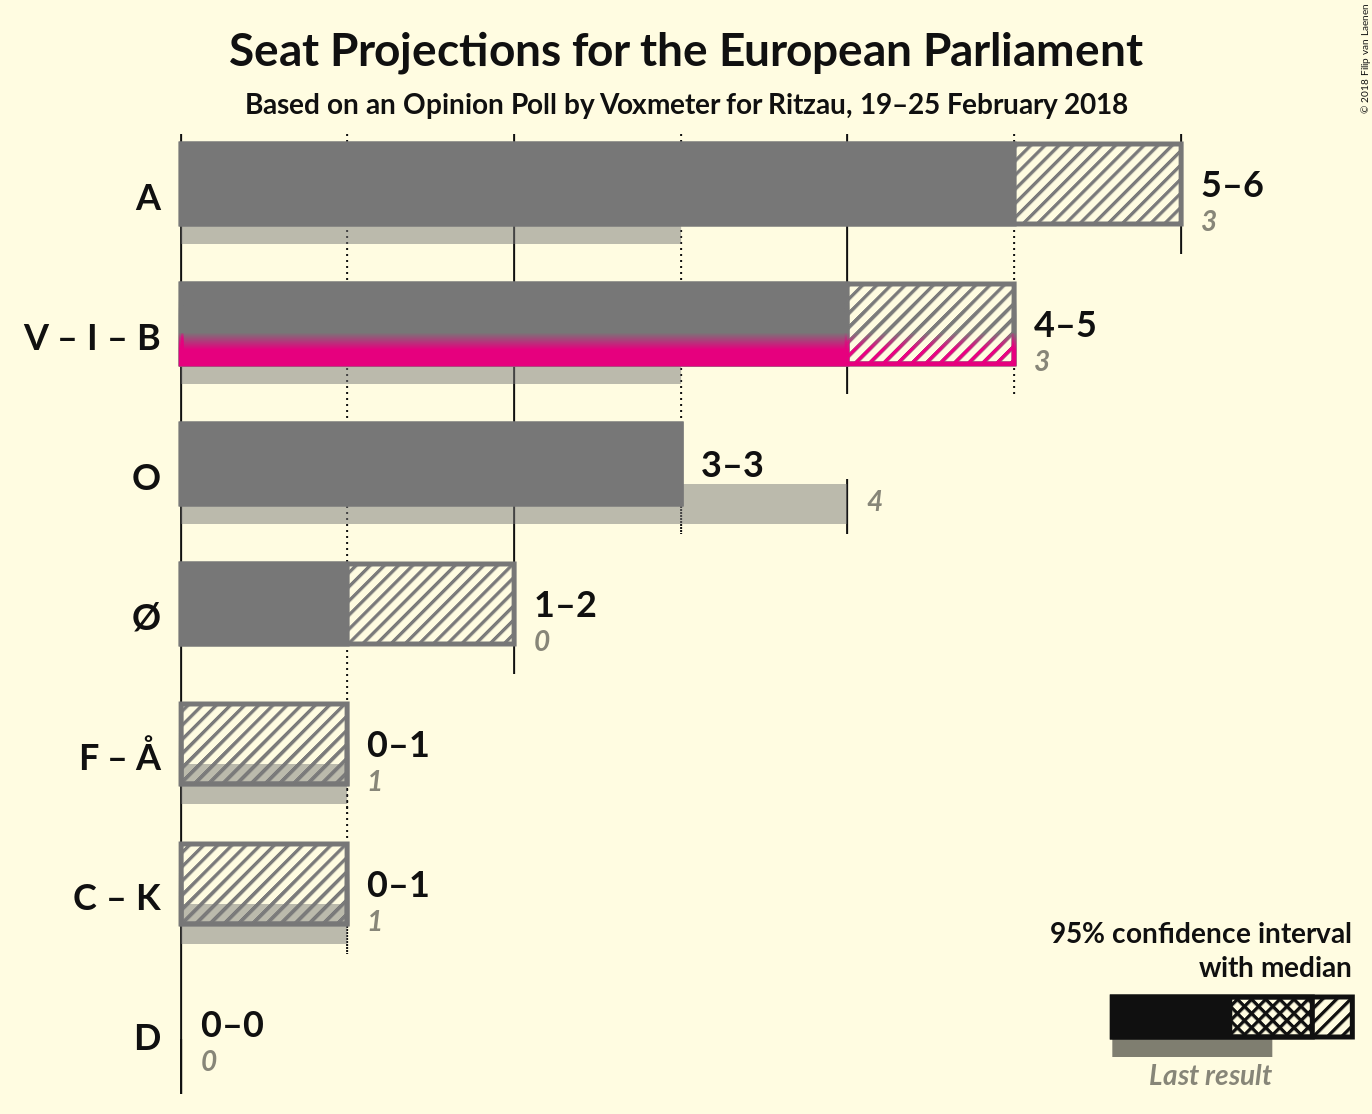 Seat Projections for the European Parliament
Based on an Opinion Poll by Voxmeter for Ritzau, 19–25 February 2018
© 2018 Filip van Laenen
A
5–6
3
V – I – B
4–5
3
O
3–3
4
Ø
1–2
0
F – Å
0–1
1
C – K
0–1
1
D
0–0
0
95% confidence interval
with median
Last result